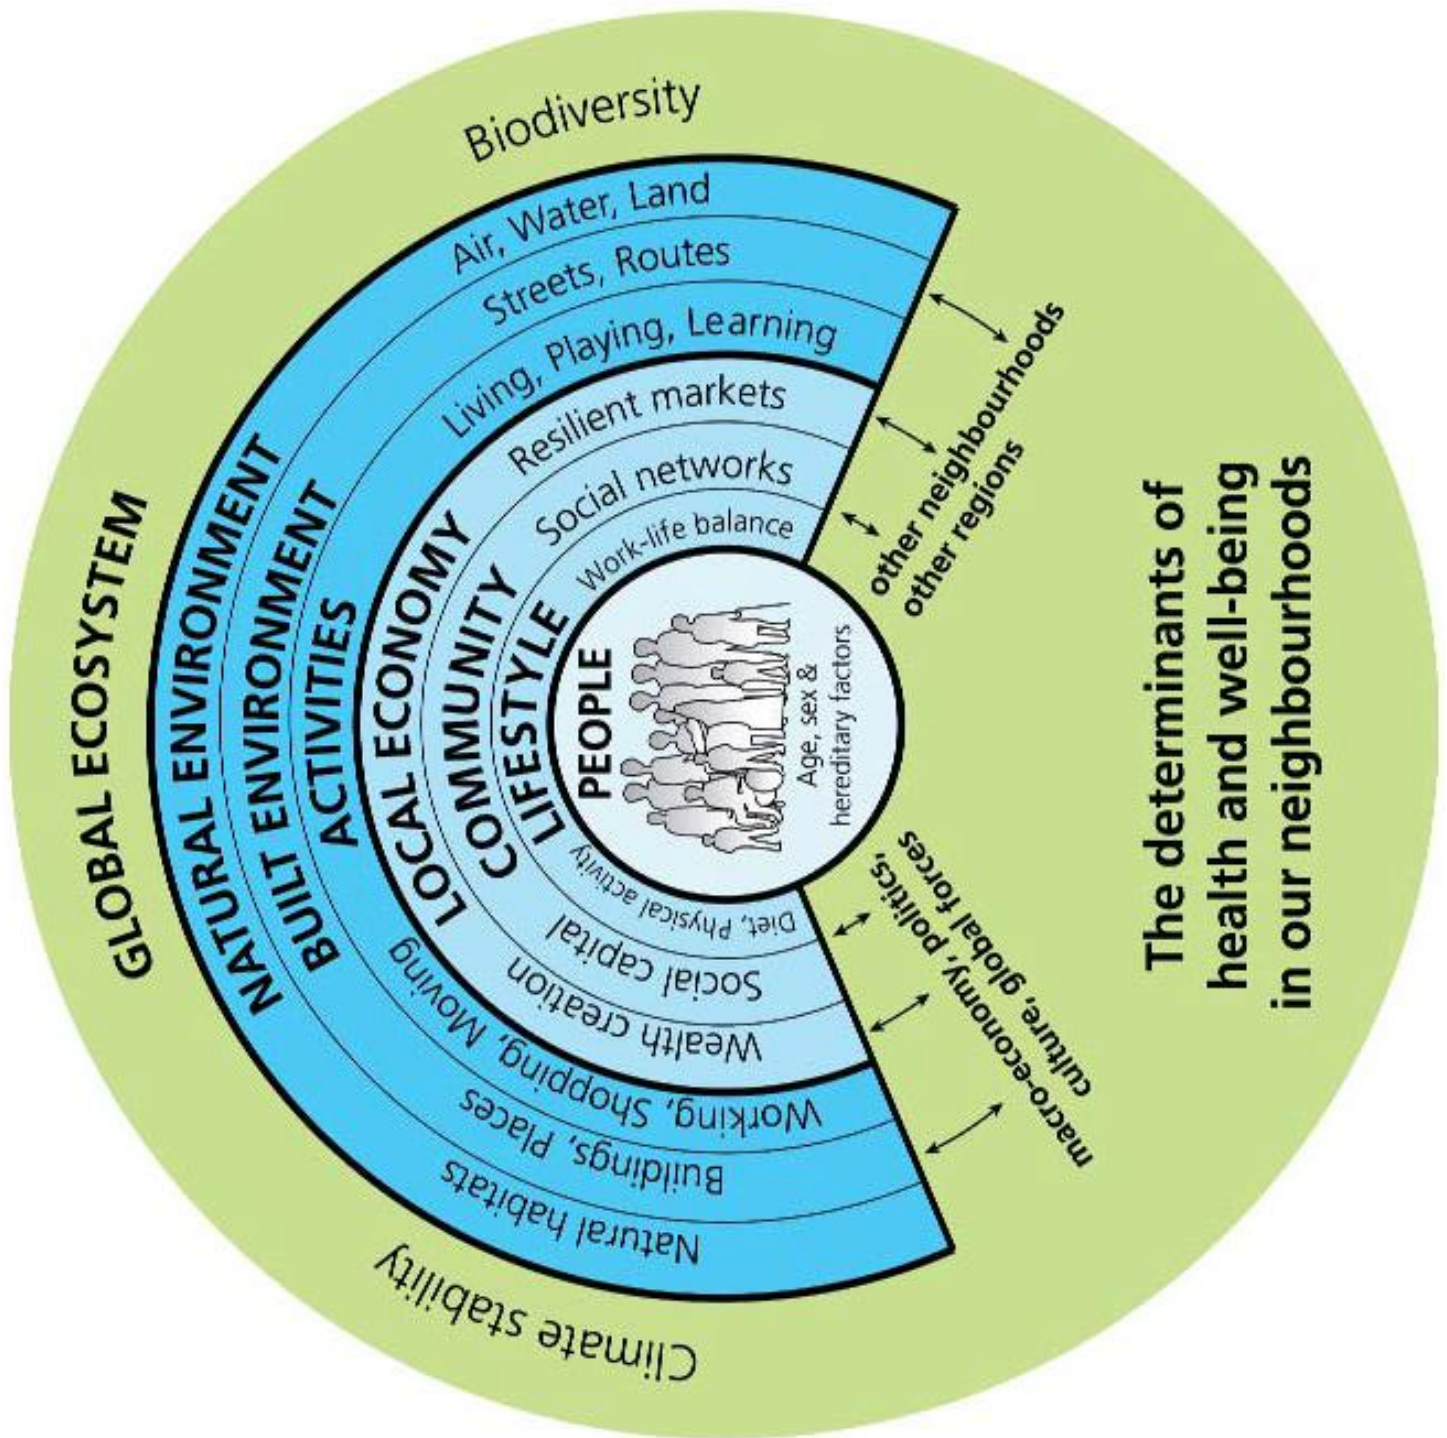 GLOBAL ECOSYSTEM
Climate stability
Biodiversity
NATURAL ENVIRONMENT
Natural habitats
Air, Water, Land
BUILT ENVIRONMENT
Buildings, Places
Streets, Routes
ACTIVITIES
Working, Shopping, Moving
Living, Playing, Learning
LOCAL ECONOMY
Wealth creation
Resilient markets
COMMUNITY
Social capital
Social networks
LIFESTYLE
Diet, Physical activity
Work-life balance
PEOPLE
Age, sex &
hereditary factors
macro-economy, politics,
culture, global forces
other neighbourhoods
other regions
The determinants of
health and well-being
in our neighbourhoods